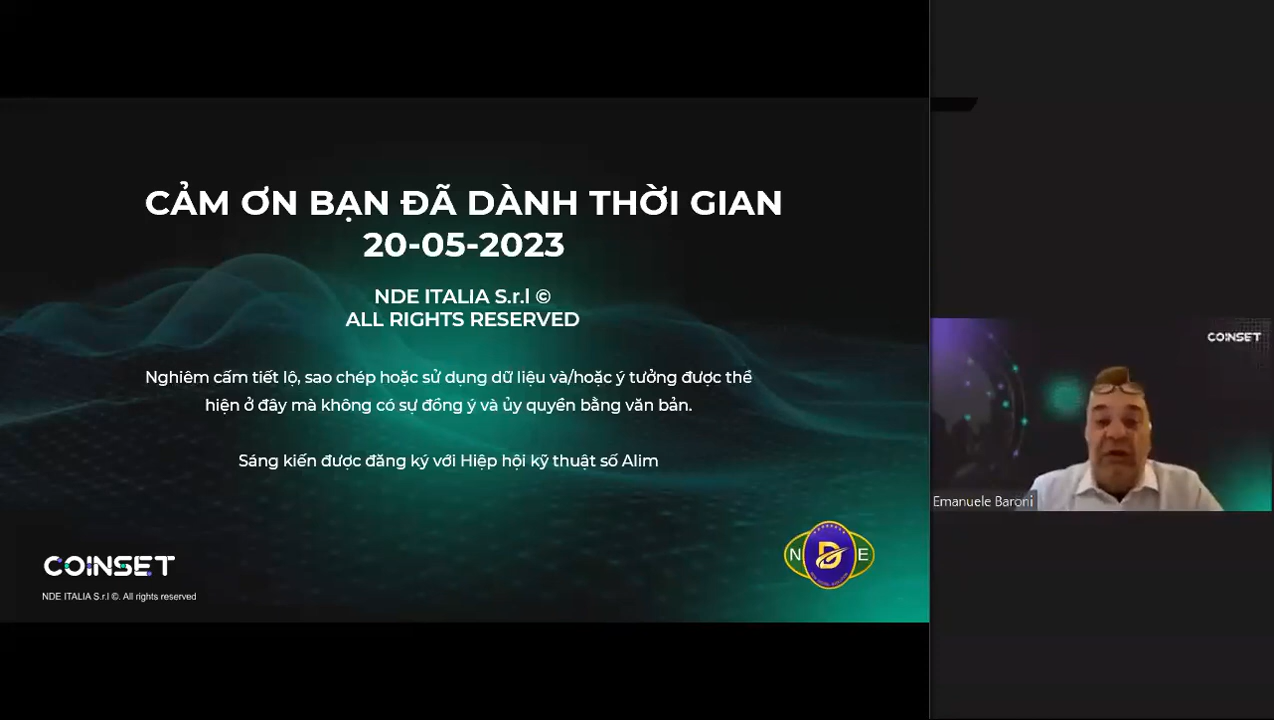 CẢM ƠN BẠN ĐÃ DÀNH THỜI GIAN
20-05-2023
NDE ITALIA S.r.l ©
ALL RIGHTS RESERVED
Nghiêm cấm tiết lộ, sao chép hoặc sử dụng dữ liệu và/hoặc ý tưởng được thể
hiện ở đây mà không có sự đồng ý và ủy quyền bằng văn bản.
Sáng kiến được đăng ký với Hiệp hội kỹ thuật số Alim
COINSET
NDE ITALIA S.r.l ©. All rights reserved
N D E
COINSET
Emanuele Baroni